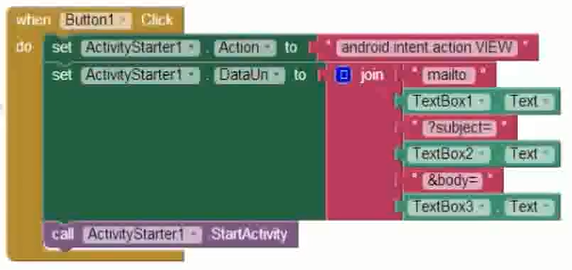 when Button1 Click
do set ActivityStarter1 . Action to " android intent action VIEW "
set ActivityStarter1 . DataUri to join " mailto "
TextBox1 . Text
" ?subject= "
TextBox2 . Text
" &body= "
TextBox3 . Text
call ActivityStarter1 StartActivity